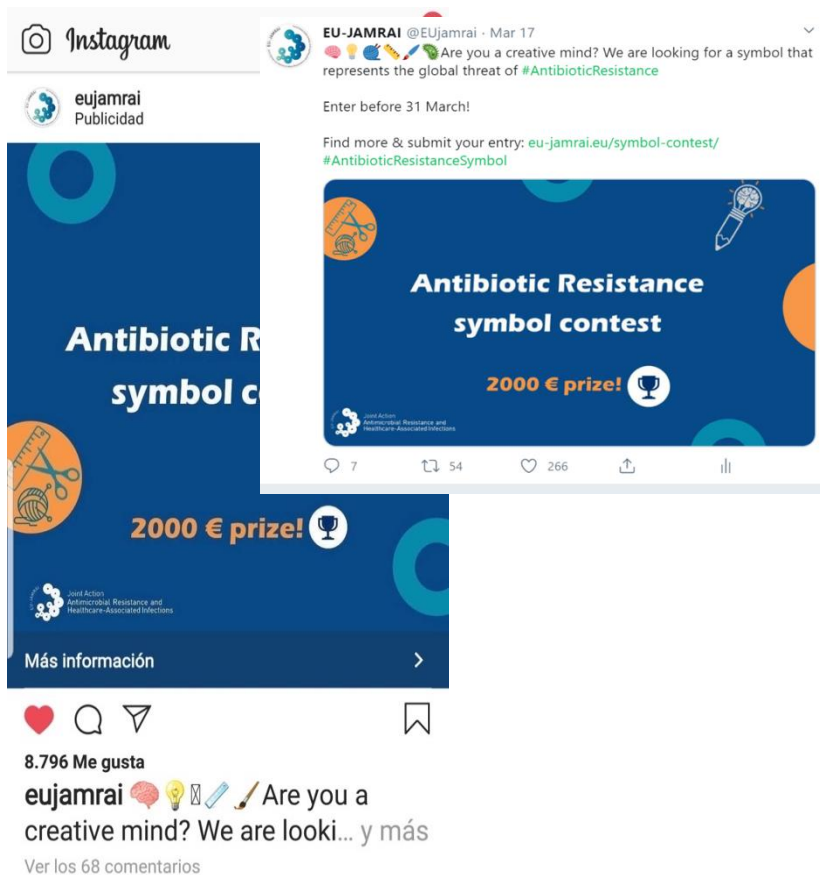 Instagram
eujamrai
Publicidad
Antibiotic R
symbol c
2000 € prize!
Joint Action
Antimicrobial Resistance and
Healthcare-Associated Infections
Más información
8.796 Me gusta
eujamrai 🧠💡 🖌️Are you a
creative mind? We are looki... y más
Ver los 68 comentarios
EU-JAMRAI @EUjamrai · Mar 17
🧠💡🧶📏🖌️🦠Are you a creative mind? We are looking for a symbol that
represents the global threat of #AntibioticResistance
Enter before 31 March!
Find more & submit your entry: eu-jamrai.eu/symbol-contest/
#AntibioticResistanceSymbol
Antibiotic Resistance
symbol contest
2000 € prize!
Joint Action
Antimicrobial Resistance and
Healthcare-Associated Infections
7 54 266